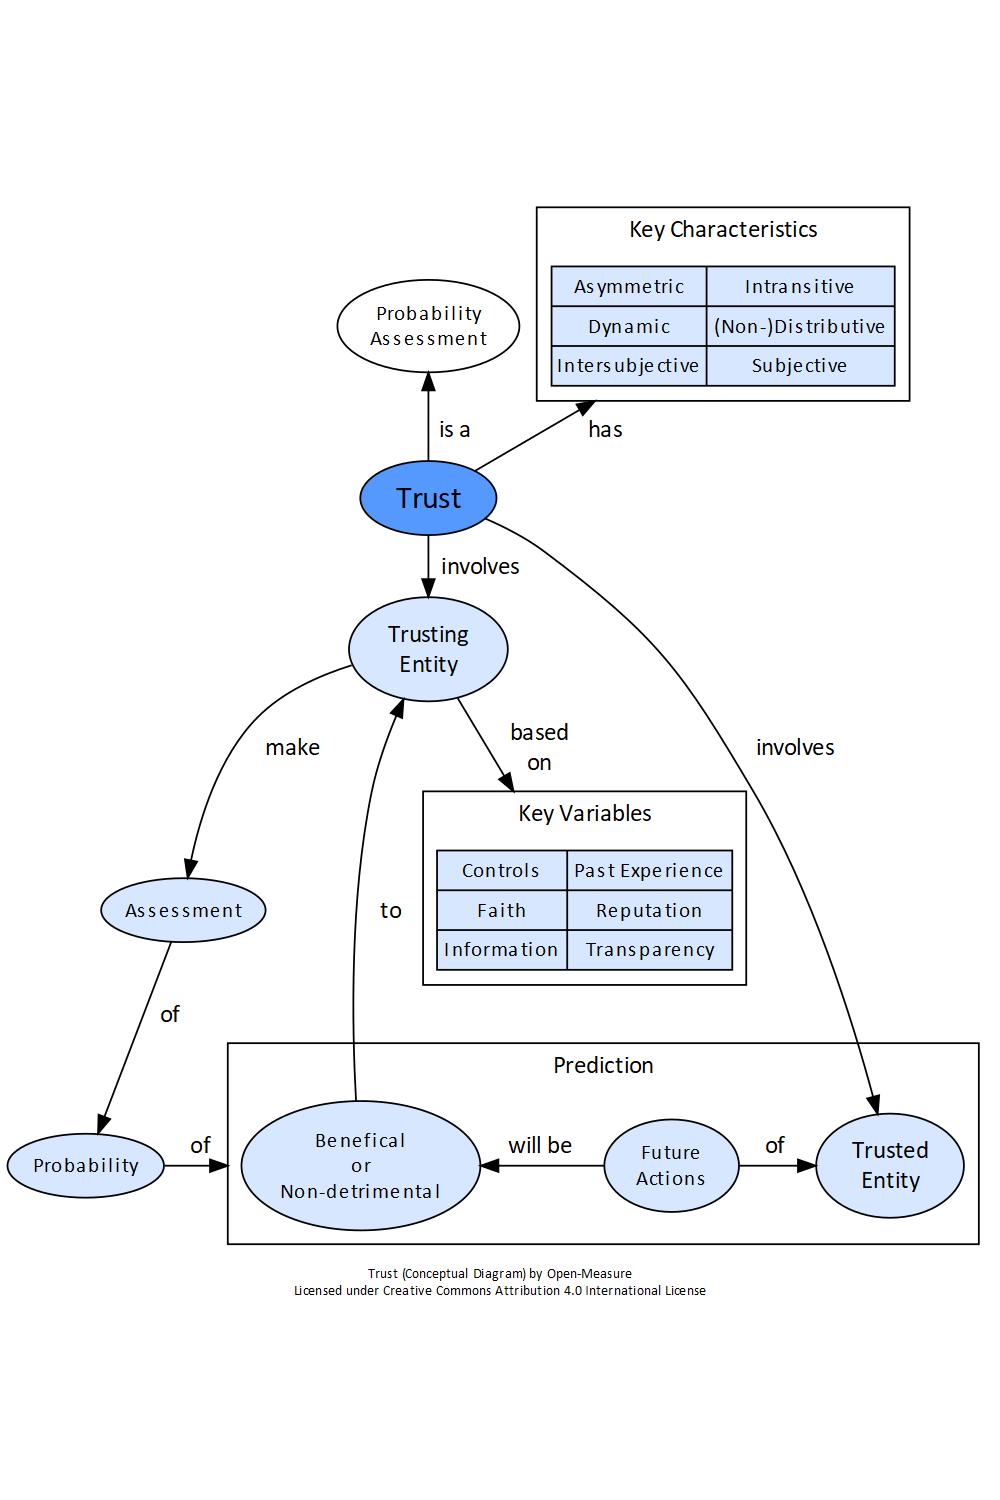 Key Characteristics
Asymmetric Intransitive
Dynamic (Non-)Distributive
Intersubjective Subjective
Probability
Assessment
is a
has
Trust
involves
Trusting
Entity
make
based
on
involves
Key Variables
Controls Past Experience
Faith Reputation
Information Transparency
Assessment
to
of
Prediction
Probability
of
Benefical
or
Non-detrimental
will be
Future
Actions
of
Trusted
Entity
Trust (Conceptual Diagram) by Open-Measure
Licensed under Creative Commons Attribution 4.0 International License